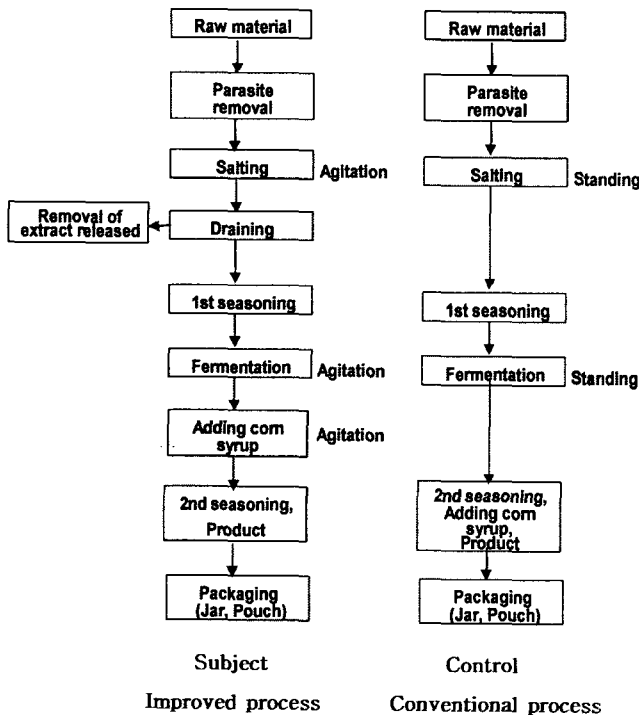 Raw material
Parasite
removal
Salting
Agitation
Removal of
extract released
Draining
1st seasoning
Fermentation
Agitation
Adding corn
syrup
Agitation
2nd seasoning,
Product
Packaging
(Jar, Pouch)
Subject
Improved process
Raw material
Parasite
removal
Salting
Standing
1st seasoning
Fermentation
Standing
2nd seasoning,
Adding corn
syrup,
Product
Packaging
(Jar, Pouch)
Control
Conventional process